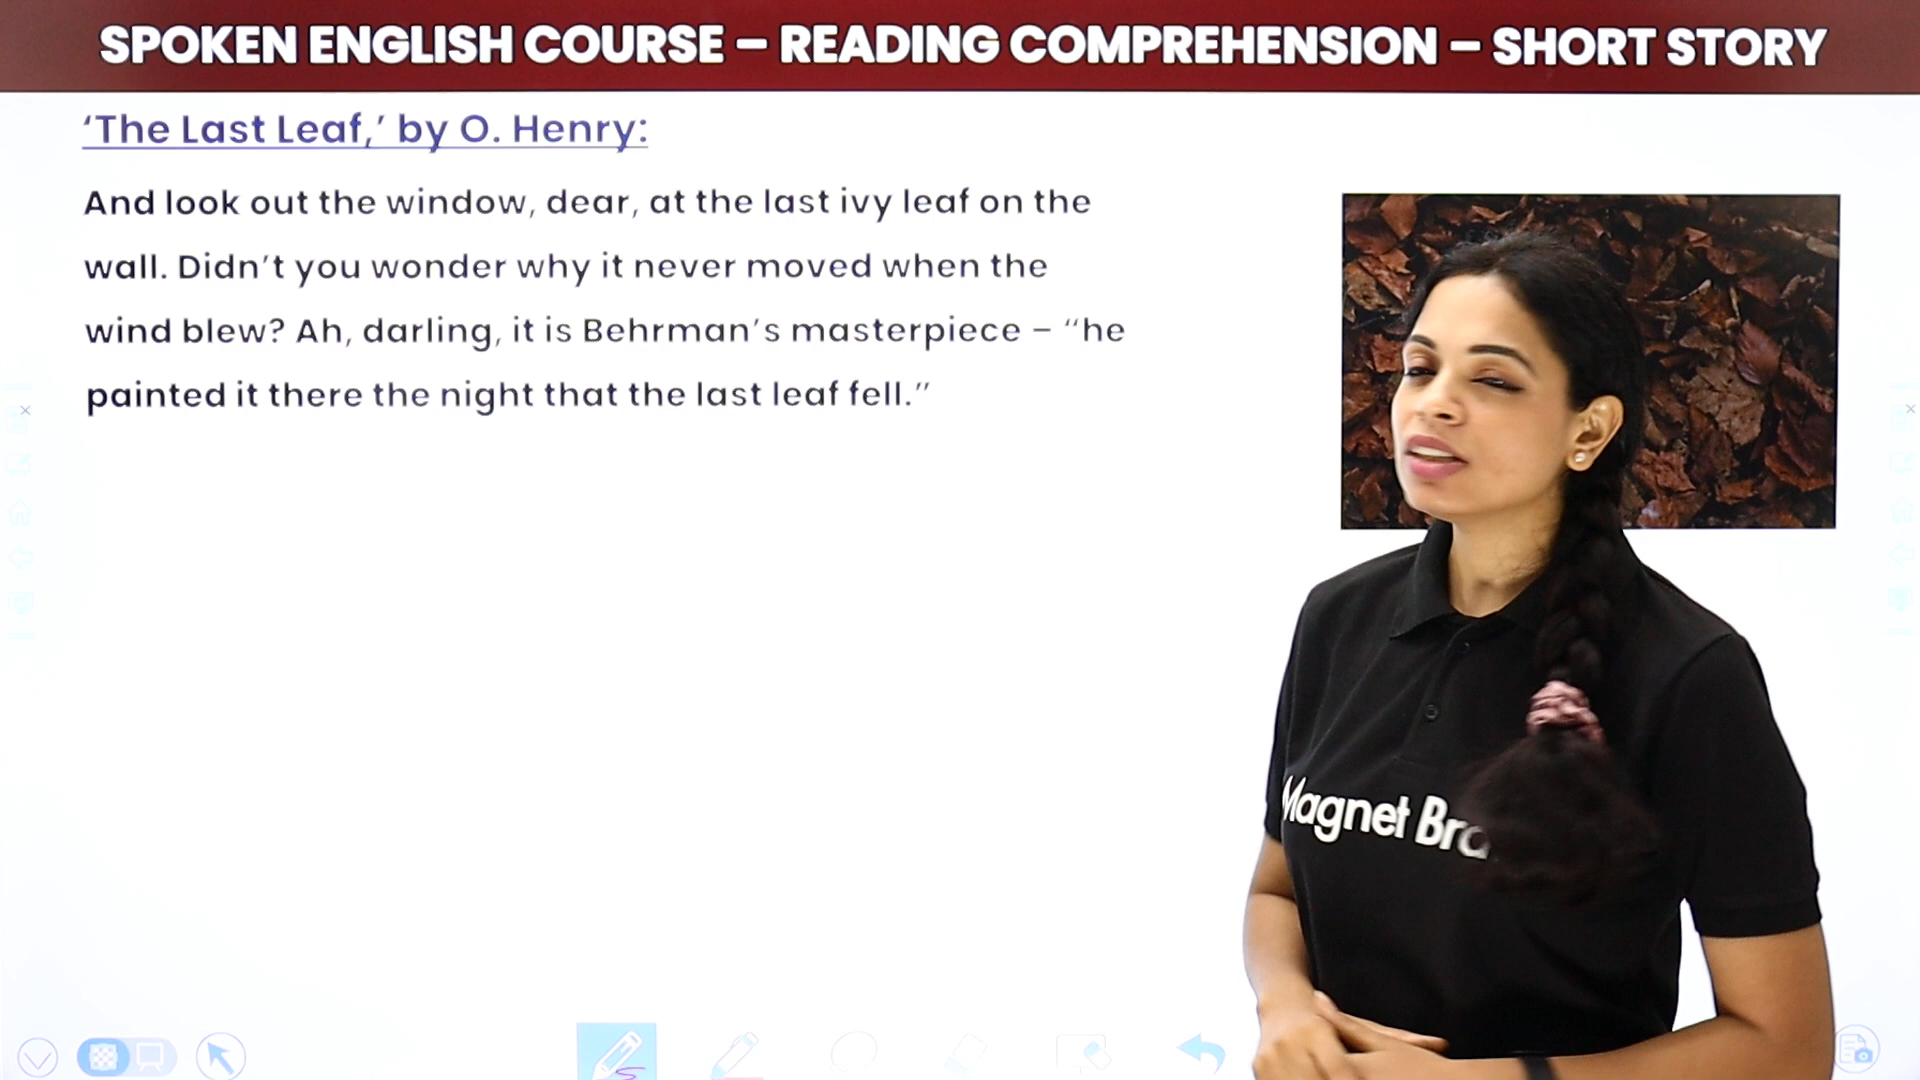 SPOKEN ENGLISH COURSE – READING COMPREHENSION – SHORT STORY
‘The Last Leaf,’ by O. Henry:
And look out the window, dear, at the last ivy leaf on the
wall. Didn’t you wonder why it never moved when the
wind blew? Ah, darling, it is Behrman’s masterpiece – “he
painted it there the night that the last leaf fell.”
Magnet Bra